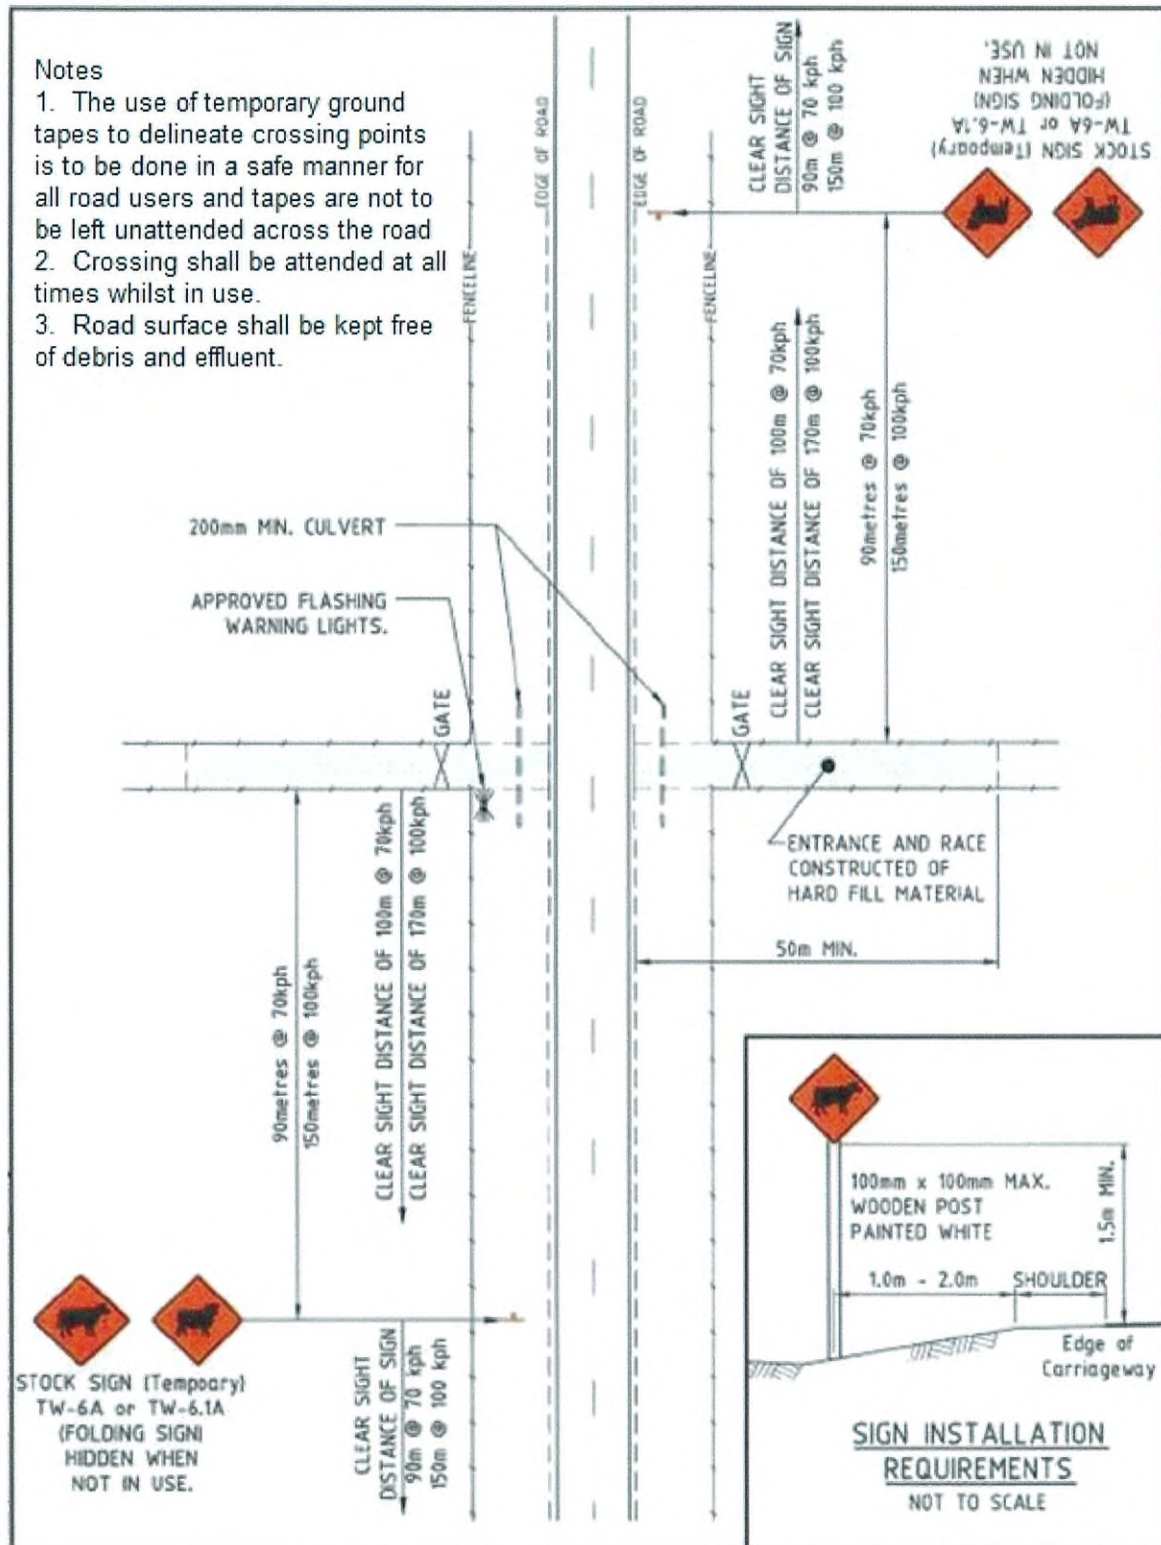 Notes
1. The use of temporary ground
tapes to delineate crossing points
is to be done in a safe manner for
all road users and tapes are not to
be left unattended across the road
2. Crossing shall be attended at all
times whilst in use.
3. Road surface shall be kept free
of debris and effluent.
FENCELINE
EDGE OF ROAD
EDGE OF ROAD
FENCELINE
CLEAR SIGHT
DISTANCE OF SIGN
90m @ 70 kph
150m @ 100 kph
STOCK SIGN (Tempoary)
TW-6A or TW-6.1A
(FOLDING SIGN)
HIDDEN WHEN
NOT IN USE.
CLEAR SIGHT DISTANCE OF 100m @ 70kph
CLEAR SIGHT DISTANCE OF 170m @ 100kph
90metres @ 70kph
150metres @ 100kph
200mm MIN. CULVERT
APPROVED FLASHING
WARNING LIGHTS.
GATE
GATE
ENTRANCE AND RACE
CONSTRUCTED OF
HARD FILL MATERIAL
50m MIN.
90metres @ 70kph
150metres @ 100kph
CLEAR SIGHT DISTANCE OF 100m @ 70kph
CLEAR SIGHT DISTANCE OF 170m @ 100kph
STOCK SIGN (Tempoary)
TW-6A or TW-6.1A
(FOLDING SIGN)
HIDDEN WHEN
NOT IN USE.
CLEAR SIGHT
DISTANCE OF SIGN
90m @ 70 kph
150m @ 100 kph
100mm x 100mm MAX.
WOODEN POST
PAINTED WHITE
1.5m MIN.
1.0m - 2.0m
SHOULDER
Edge of
Carriageway
SIGN INSTALLATION
REQUIREMENTS
NOT TO SCALE